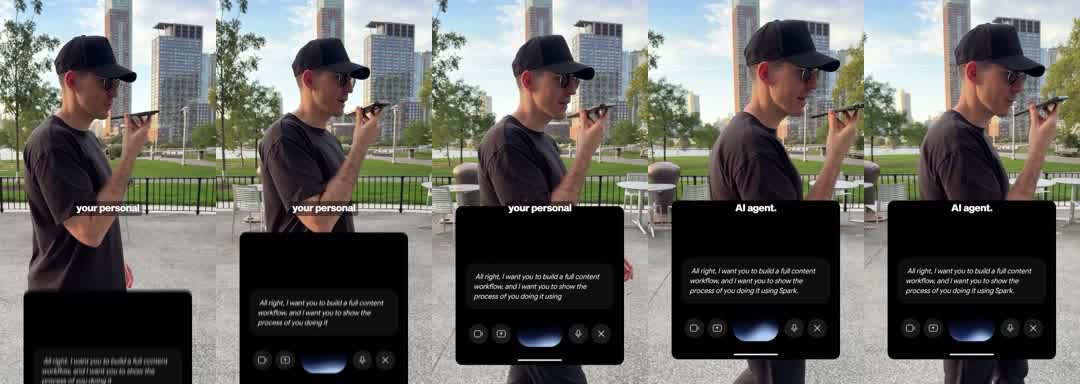 your personal
All right, I want you to build a full content
workflow, and I want you to show the
process of you doing it
your personal
All right, I want you to build a full content
workflow, and I want you to show the
process of you doing it
your personal
All right, I want you to build a full content
workflow, and I want you to show the
process of you doing it using
AI agent.
All right, I want you to build a full content
workflow, and I want you to show the
process of you doing it using Spark.
AI agent.
All right, I want you to build a full content
workflow, and I want you to show the
process of you doing it using Spark.